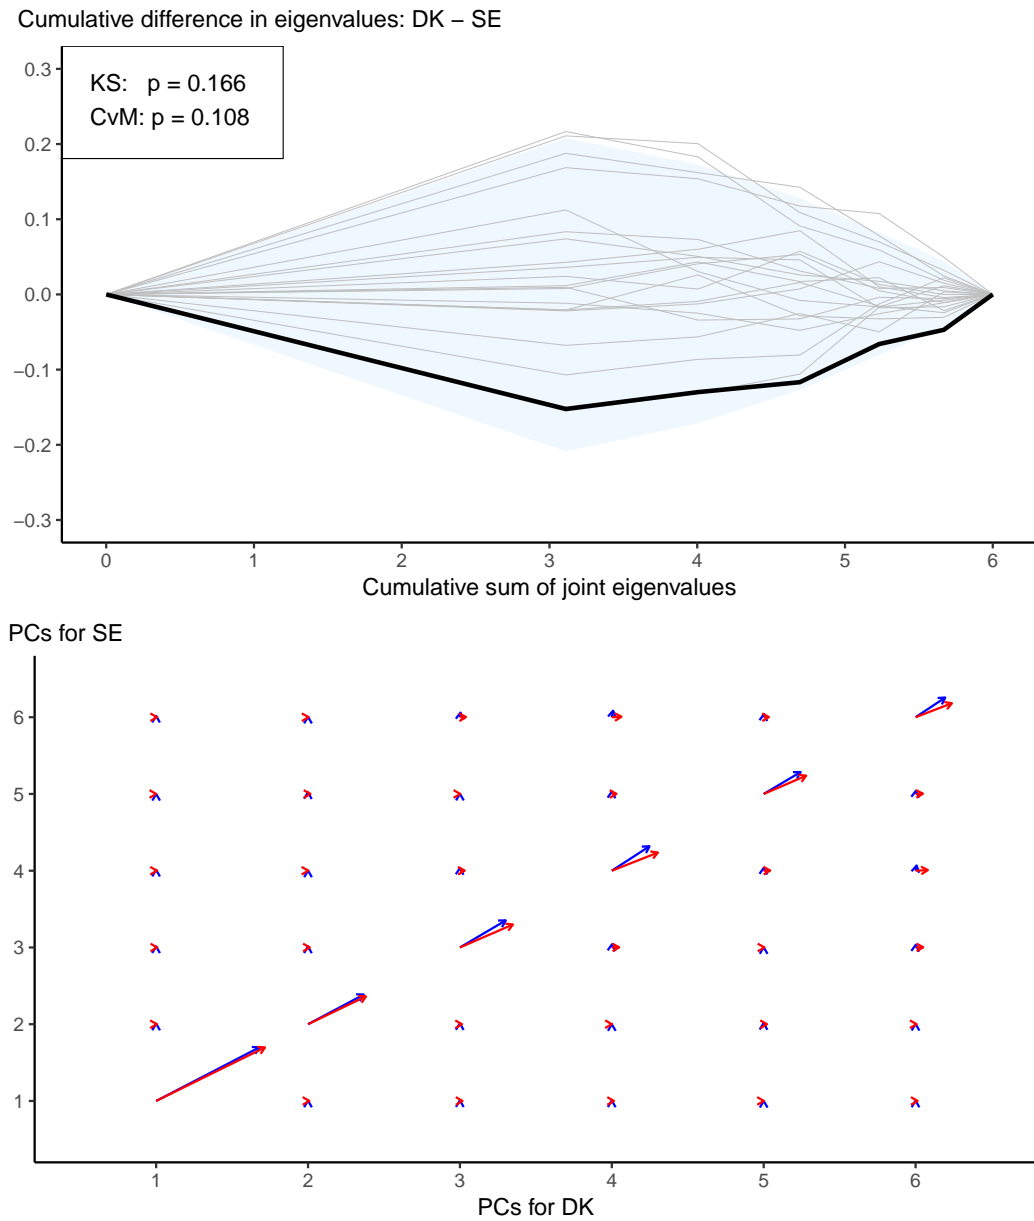 Cumulative difference in eigenvalues: DK − SE
KS: p = 0.166
CvM: p = 0.108
0.3
0.2
0.1
0.0
−0.1
−0.2
−0.3
0 1 2 3 4 5 6
Cumulative sum of joint eigenvalues
PCs for SE
6
5
4
3
2
1
1 2 3 4 5 6
PCs for DK